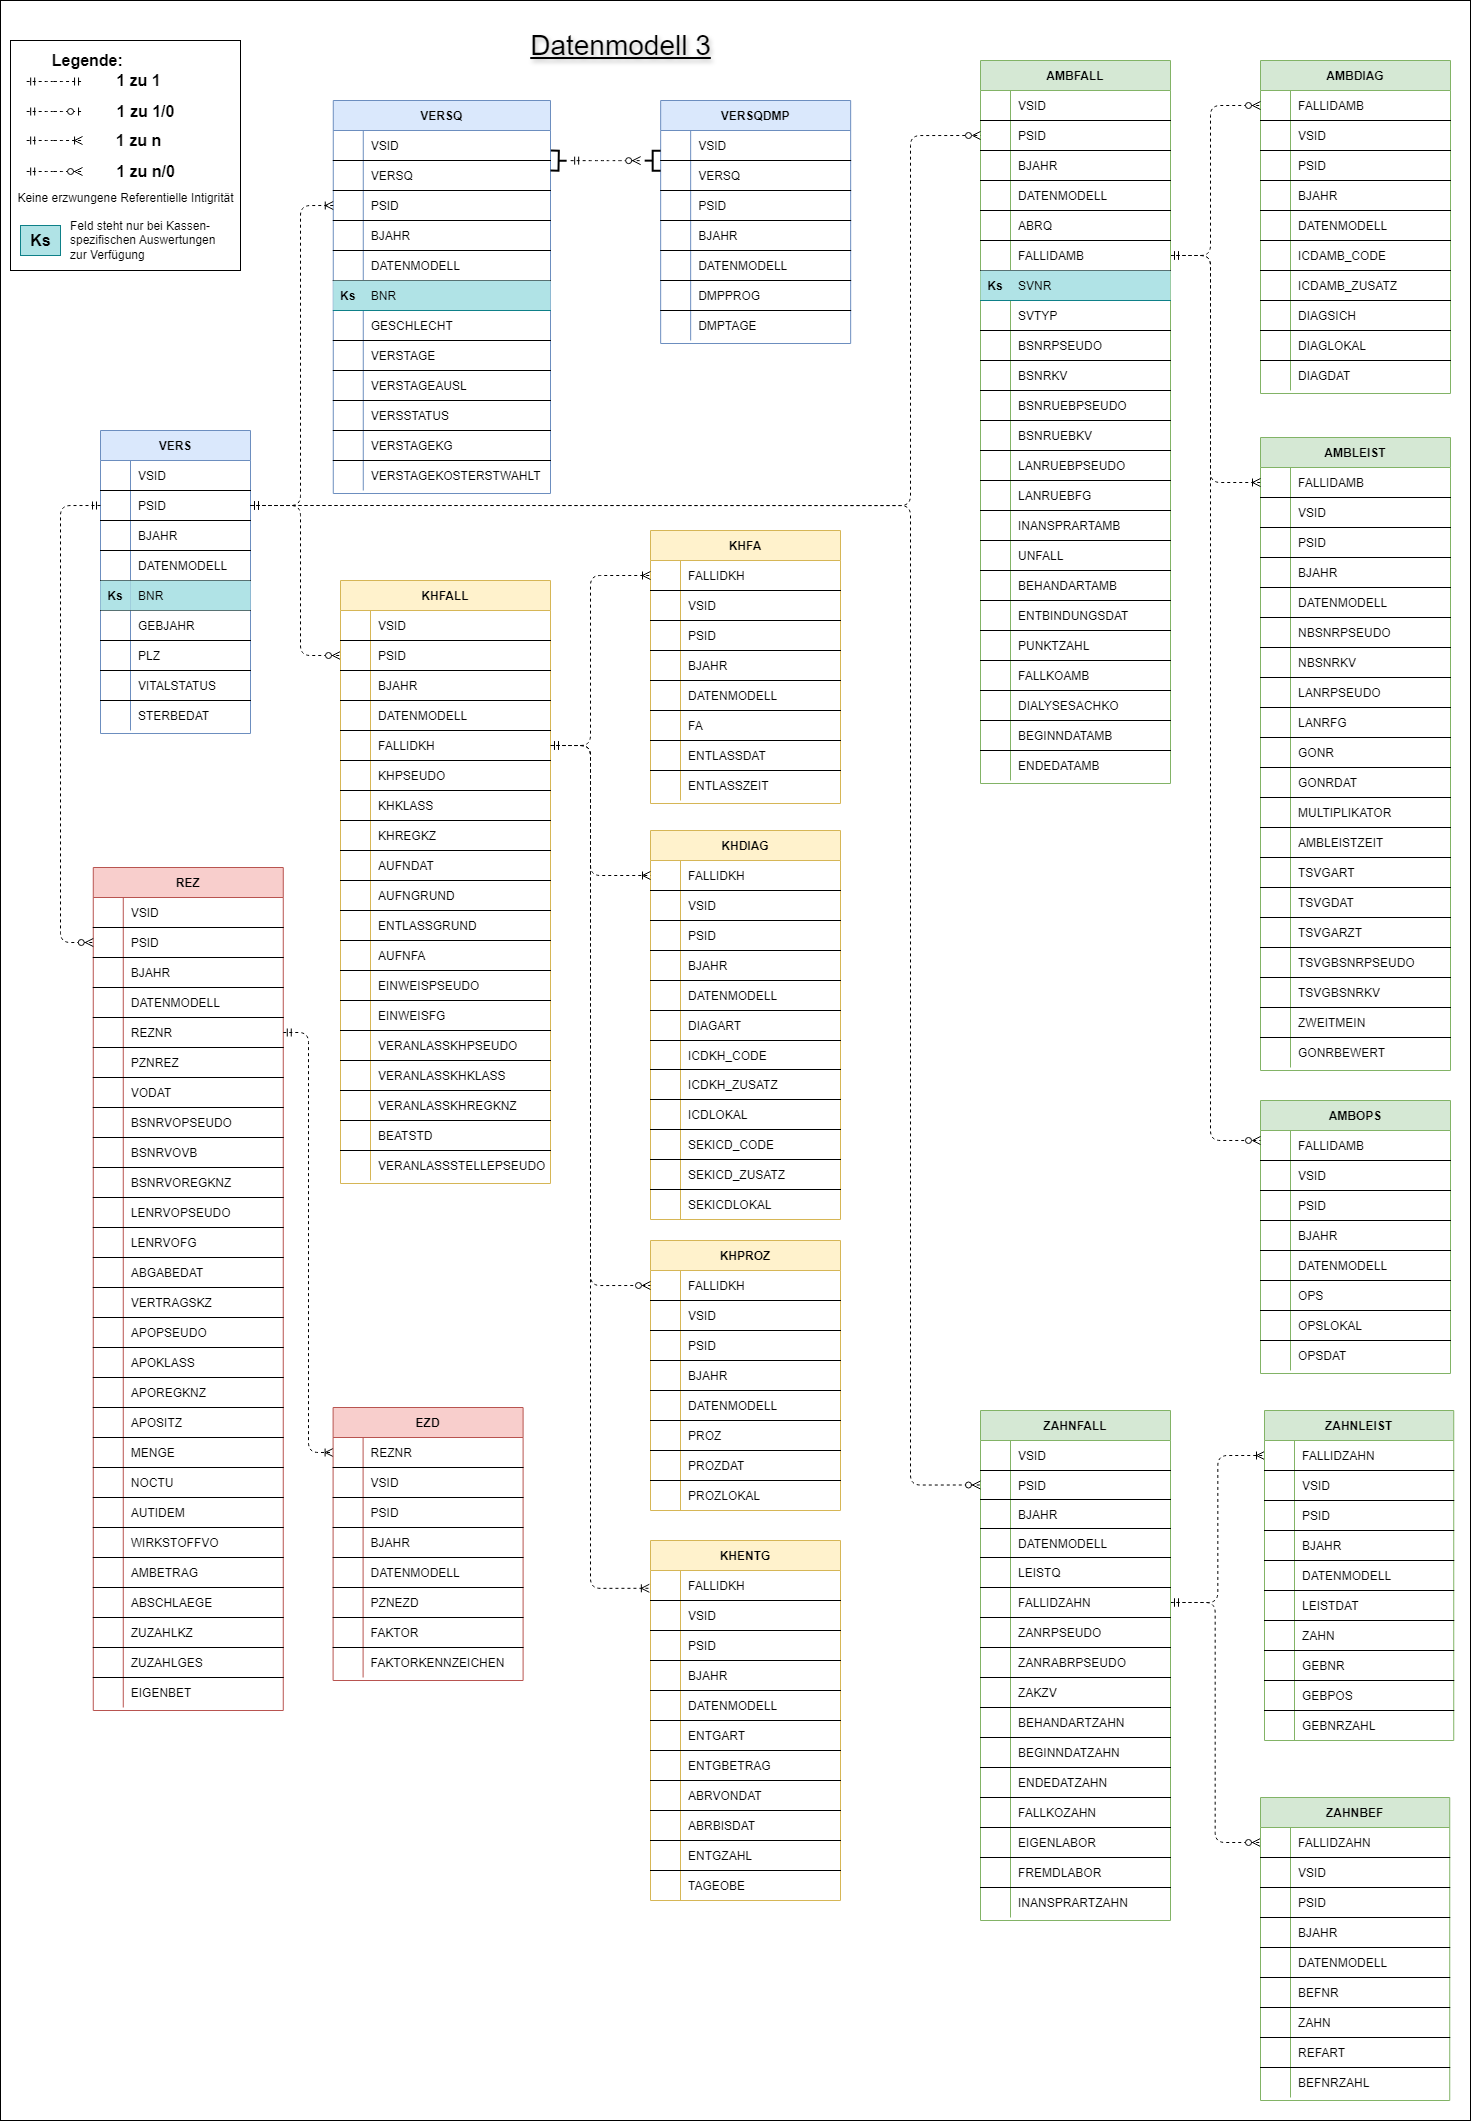 Datenmodell 3
Legende:
1 zu 1
1 zu 1/0
1 zu n
1 zu n/0
Keine erzwungene Referentielle Intigrität
Ks
Feld steht nur bei Kassen-
spezifischen Auswertungen
zur Verfügung
VERSQ
VSID
VERSQ
PSID
BJAHR
DATENMODELL
Ks BNR
GESCHLECHT
VERSTAGE
VERSTAGEAUSL
VERSSTATUS
VERSTAGEKG
VERSTAGEKOSTERSTWAHLT
VERSQDMP
VSID
VERSQ
PSID
BJAHR
DATENMODELL
DMPPROG
DMPTAGE
VERS
VSID
PSID
BJAHR
DATENMODELL
Ks BNR
GEBJAHR
PLZ
VITALSTATUS
STERBEDAT
REZ
VSID
PSID
BJAHR
DATENMODELL
REZNR
PZNREZ
VODAT
BSNRVOPSEUDO
BSNRVOVB
BSNRVOREGKNZ
LENRVOPSEUDO
LENRVOFG
ABGABEDAT
VERTRAGSKZ
APOPSEUDO
APOKLASS
APOREGKNZ
APOSITZ
MENGE
NOCTU
AUTIDEM
WIRKSTOFFVO
AMBETRAG
ABSCHLAEGE
ZUZAHLKZ
ZUZAHLGES
EIGENBET
EZD
REZNR
VSID
PSID
BJAHR
DATENMODELL
PZNEZD
FAKTOR
FAKTORKENNZEICHEN
KHFALL
VSID
PSID
BJAHR
DATENMODELL
FALLIDKH
KHPSEUDO
KHKLASS
KHREGKZ
AUFNDAT
AUFNGRUND
ENTLASSGRUND
AUFNFA
EINWEISPSEUDO
EINWEISFG
VERANLASSKHPSEUDO
VERANLASSKHKLASS
VERANLASSKHREGKNZ
BEATSTD
VERANLASSSTELLEPSEUDO
KHFA
FALLIDKH
VSID
PSID
BJAHR
DATENMODELL
FA
ENTLASSDAT
ENTLASSZEIT
KHDIAG
FALLIDKH
VSID
PSID
BJAHR
DATENMODELL
DIAGART
ICDKH_CODE
ICDKH_ZUSATZ
ICDLOKAL
SEKICD_CODE
SEKICD_ZUSATZ
SEKICDLOKAL
KHPROZ
FALLIDKH
VSID
PSID
BJAHR
DATENMODELL
PROZ
PROZDAT
PROZLOKAL
KHENTG
FALLIDKH
VSID
PSID
BJAHR
DATENMODELL
ENTGART
ENTGBETRAG
ABRVONDAT
ABRBISDAT
ENTGZAHL
TAGEOBE
AMBFALL
VSID
PSID
BJAHR
DATENMODELL
ABRQ
FALLIDAMB
Ks SVNR
SVTYP
BSNRPSEUDO
BSNRKV
BSNRUEBPSEUDO
BSNRUEBKV
LANRUEBPSEUDO
LANRUEBFG
INANSPRARTAMB
UNFALL
BEHANDARTAMB
ENTBINDUNGSDAT
PUNKTZAHL
FALLKOAMB
DIALYSESACHKO
BEGINNDATAMB
ENDEDATAMB
AMBDIAG
FALLIDAMB
VSID
PSID
BJAHR
DATENMODELL
ICDAMB_CODE
ICDAMB_ZUSATZ
DIAGSICH
DIAGLOKAL
DIAGDAT
AMBLEIST
FALLIDAMB
VSID
PSID
BJAHR
DATENMODELL
NBSNRPSEUDO
NBSNRKV
LANRPSEUDO
LANRFG
GONR
GONRDAT
MULTIPLIKATOR
AMBLEISTZEIT
TSVGART
TSVGDAT
TSVGARZT
TSVGBSNRPSEUDO
TSVGBSNRKV
ZWEITMEIN
GONRBEWERT
AMBOPS
FALLIDAMB
VSID
PSID
BJAHR
DATENMODELL
OPS
OPSLOKAL
OPSDAT
ZAHNFALL
VSID
PSID
BJAHR
DATENMODELL
LEISTQ
FALLIDZAHN
ZANRPSEUDO
ZANRABRPSEUDO
ZAKZV
BEHANDARTZAHN
BEGINNDATZAHN
ENDEDATZAHN
FALLKOZAHN
EIGENLABOR
FREMDLABOR
INANSPRARTZAHN
ZAHNLEIST
FALLIDZAHN
VSID
PSID
BJAHR
DATENMODELL
LEISTDAT
ZAHN
GEBNR
GEBPOS
GEBNRZAHL
ZAHNBEF
FALLIDZAHN
VSID
PSID
BJAHR
DATENMODELL
BEFNR
ZAHN
REFART
BEFNRZAHL